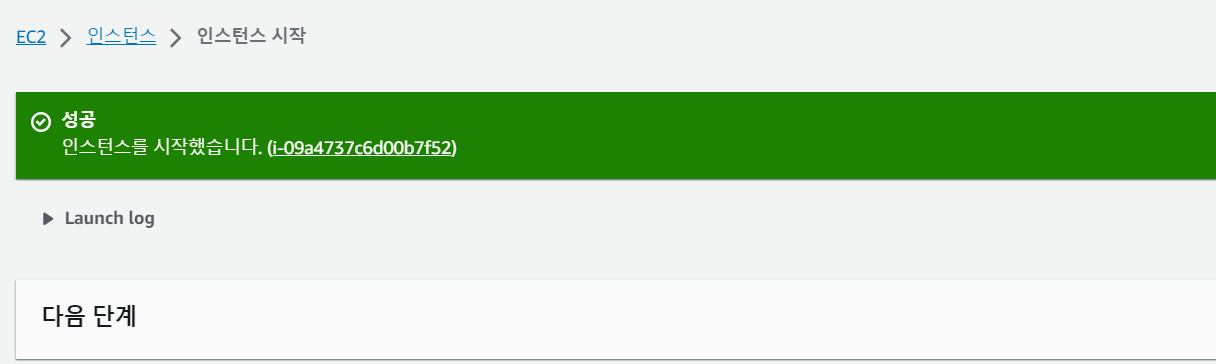 EC2 > 인스턴스 > 인스턴스 시작
성공
인스턴스를 시작했습니다. (i-09a4737c6d00b7f52)
Launch log
다음 단계